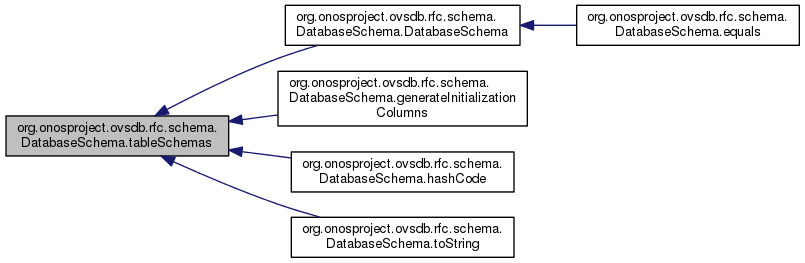 org.onosproject.ovsdb.rfc.schema.
DatabaseSchema.tableSchemas
org.onosproject.ovsdb.rfc.schema.
DatabaseSchema.DatabaseSchema
org.onosproject.ovsdb.rfc.schema.
DatabaseSchema.equals
org.onosproject.ovsdb.rfc.schema.
DatabaseSchema.generateInitialization
Columns
org.onosproject.ovsdb.rfc.schema.
DatabaseSchema.hashCode
org.onosproject.ovsdb.rfc.schema.
DatabaseSchema.toString